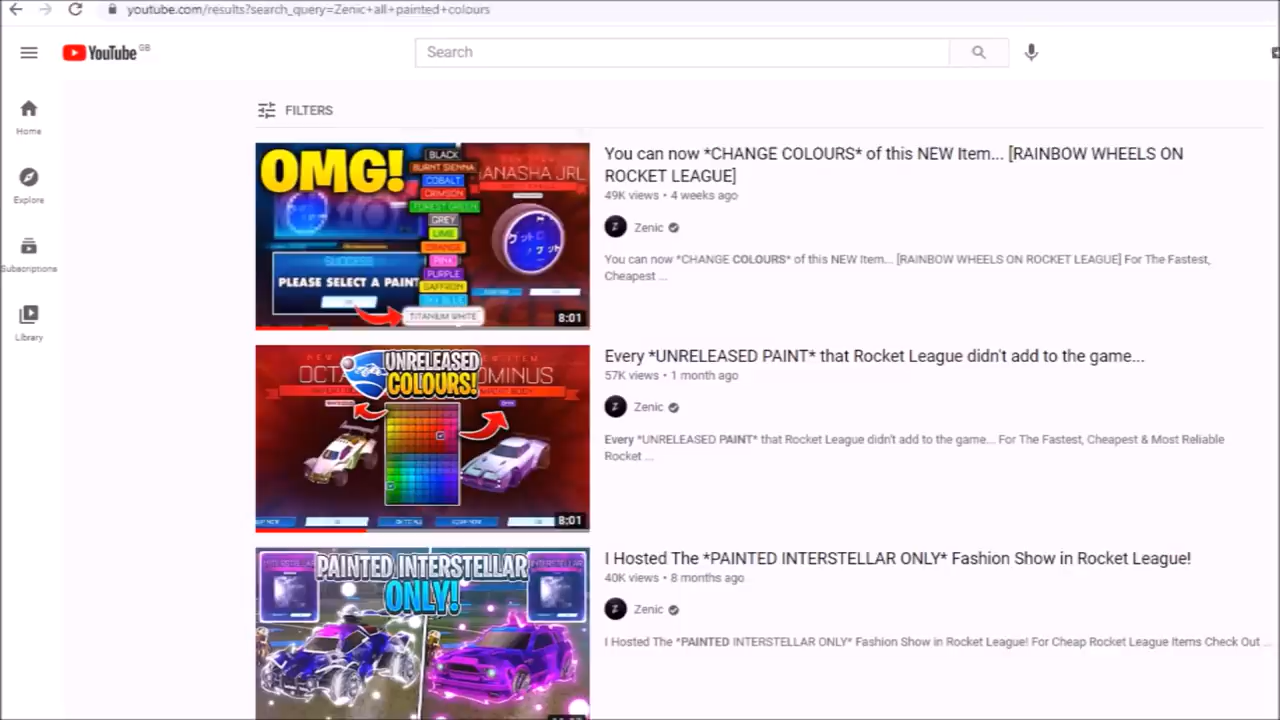 youtube.com/results?search_query=Zenic+all+painted+colours
YouTube GB
Search
Home
Explore
Subscriptions
Library
FILTERS
OMG!
BLACK
BURNT SIENNA
COBALT
CRIMSON
FOREST GREEN
GREY
LIME
ORANGE
PINK
PURPLE
SAFFRON
SKY BLUE
TITANIUM WHITE
ANASHA JRL
SUCCESS
PLEASE SELECT A PAINT
8:01
You can now *CHANGE COLOURS* of this NEW Item... [RAINBOW WHEELS ON
ROCKET LEAGUE]
49K views • 4 weeks ago
Zenic
You can now *CHANGE COLOURS* of this NEW Item... [RAINBOW WHEELS ON ROCKET LEAGUE] For The Fastest,
Cheapest ...
UNRELEASED
COLOURS!
OCTA
OMINUS
8:01
Every *UNRELEASED PAINT* that Rocket League didn't add to the game...
57K views • 1 month ago
Zenic
Every *UNRELEASED PAINT* that Rocket League didn't add to the game... For The Fastest, Cheapest & Most Reliable
Rocket ...
PAINTED INTERSTELLAR
ONLY!
I Hosted The *PAINTED INTERSTELLAR ONLY* Fashion Show in Rocket League!
40K views • 8 months ago
Zenic
I Hosted The *PAINTED INTERSTELLAR ONLY* Fashion Show in Rocket League! For Cheap Rocket League Items Check Out ...